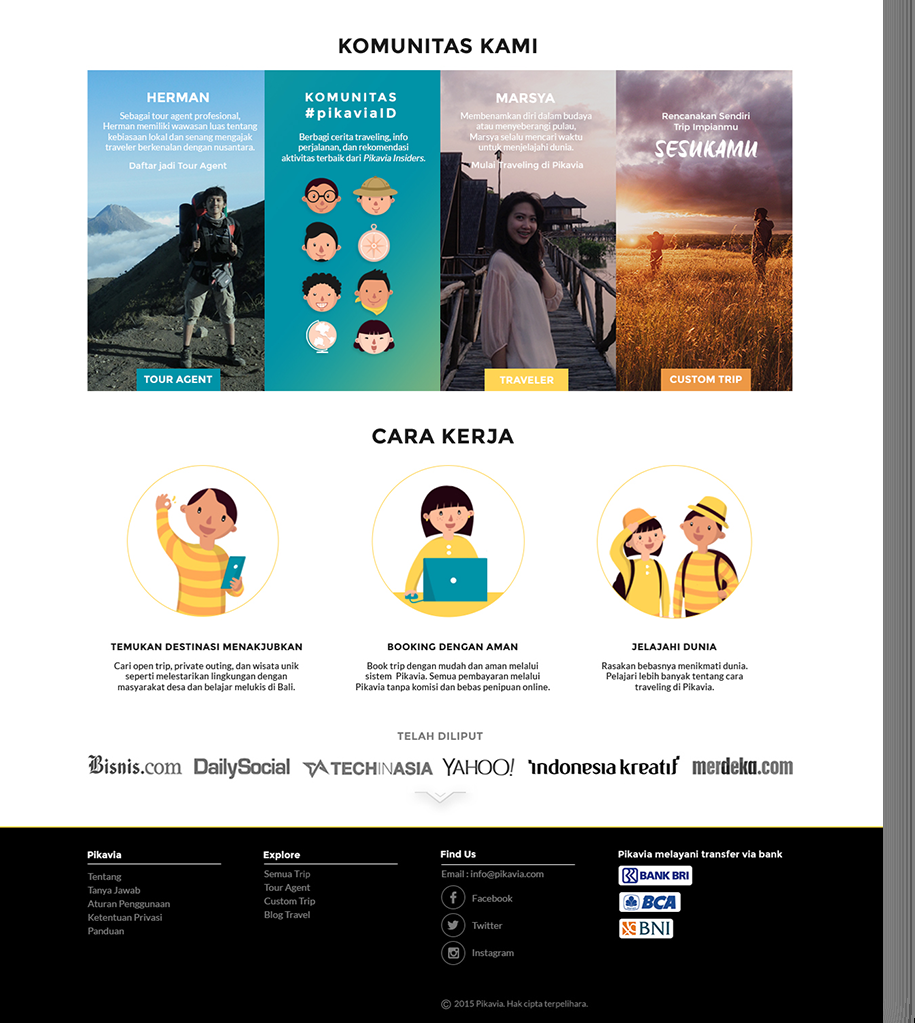 KOMUNITAS KAMI
HERMAN
Sebagai tour agent profesional,
Herman memiliki wawasan luas tentang
kebiasaan lokal dan senang mengajak
traveler berkenalan dengan nusantara.
Daftar jadi Tour Agent
TOUR AGENT
KOMUNITAS
#pikaviaID
Berbagi cerita traveling, info
perjalanan, dan rekomendasi
aktivitas terbaik dari Pikavia Insiders.
MARSYA
Membenamkan diri dalam budaya
atau menyeberangi pulau,
Marsya selalu mencari waktu
untuk menjelajahi dunia.
Mulai Traveling di Pikavia
TRAVELER
Rencanakan Sendiri
Trip Impianmu
SESUKAMU
CUSTOM TRIP
CARA KERJA
TEMUKAN DESTINASI MENAKJUBKAN
Cari open trip, private outing, dan wisata unik
seperti melestarikan lingkungan dengan
masyarakat desa dan belajar melukis di Bali.
BOOKING DENGAN AMAN
Book trip dengan mudah dan aman melalui
sistem Pikavia. Semua pembayaran melalui
Pikavia tanpa komisi dan bebas penipuan online.
JELAJAHI DUNIA
Rasakan bebasnya menikmati dunia.
Pelajari lebih banyak tentang cara
traveling di Pikavia.
TELAH DILIPUT
Bisnis.com DailySocial TECHINASIA YAHOO! indonesia kreatif merdeka.com
Pikavia
Tentang
Tanya Jawab
Aturan Penggunaan
Ketentuan Privasi
Panduan
Explore
Semua Trip
Tour Agent
Custom Trip
Blog Travel
Find Us
Email : info@pikavia.com
Facebook
Twitter
Instagram
Pikavia melayani transfer via bank
BANK BRI
BCA
BNI
© 2015 Pikavia. Hak cipta terpelihara.